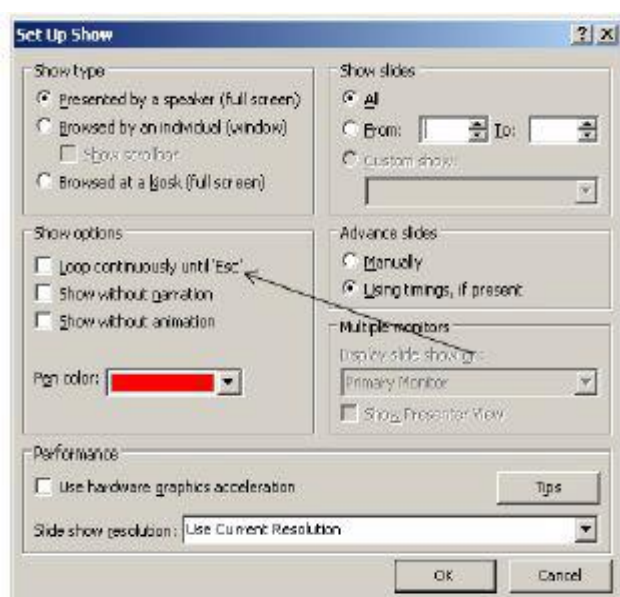 Set Up Show
Show type
Presented by a speaker (full screen)
Browsed by an individual (window)
Show scrollbar
Browsed at a kiosk (full screen)
Show slides
All
From: To:
Custom show:
Show options
Loop continuously until 'Esc'
Show without narration
Show without animation
Pen color:
Advance slides
Manually
Using timings, if present
Multiple monitors
Display slide show on:
Primary Monitor
Show Presenter View
Performance
Use hardware graphics acceleration
Tips
Slide show resolution: Use Current Resolution
OK Cancel